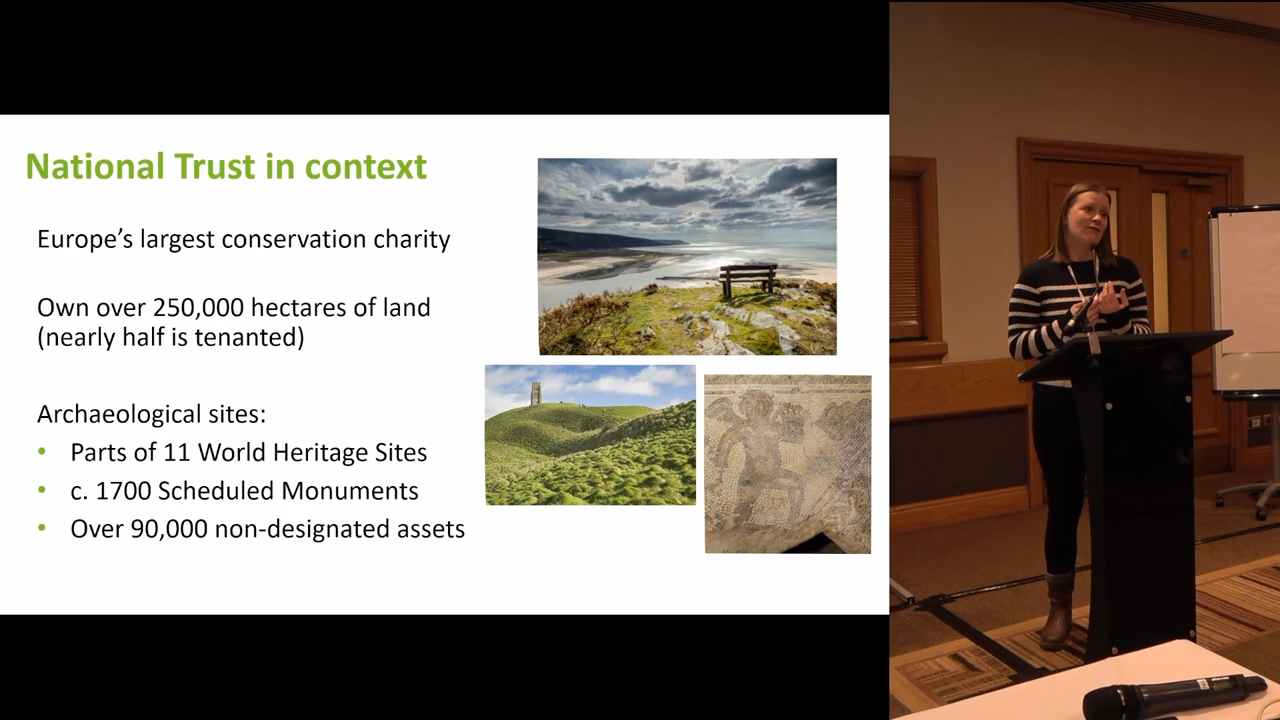 National Trust in context
Europe's largest conservation charity
Own over 250,000 hectares of land
(nearly half is tenanted)
Archaeological sites:
• Parts of 11 World Heritage Sites
• c. 1700 Scheduled Monuments
• Over 90,000 non-designated assets